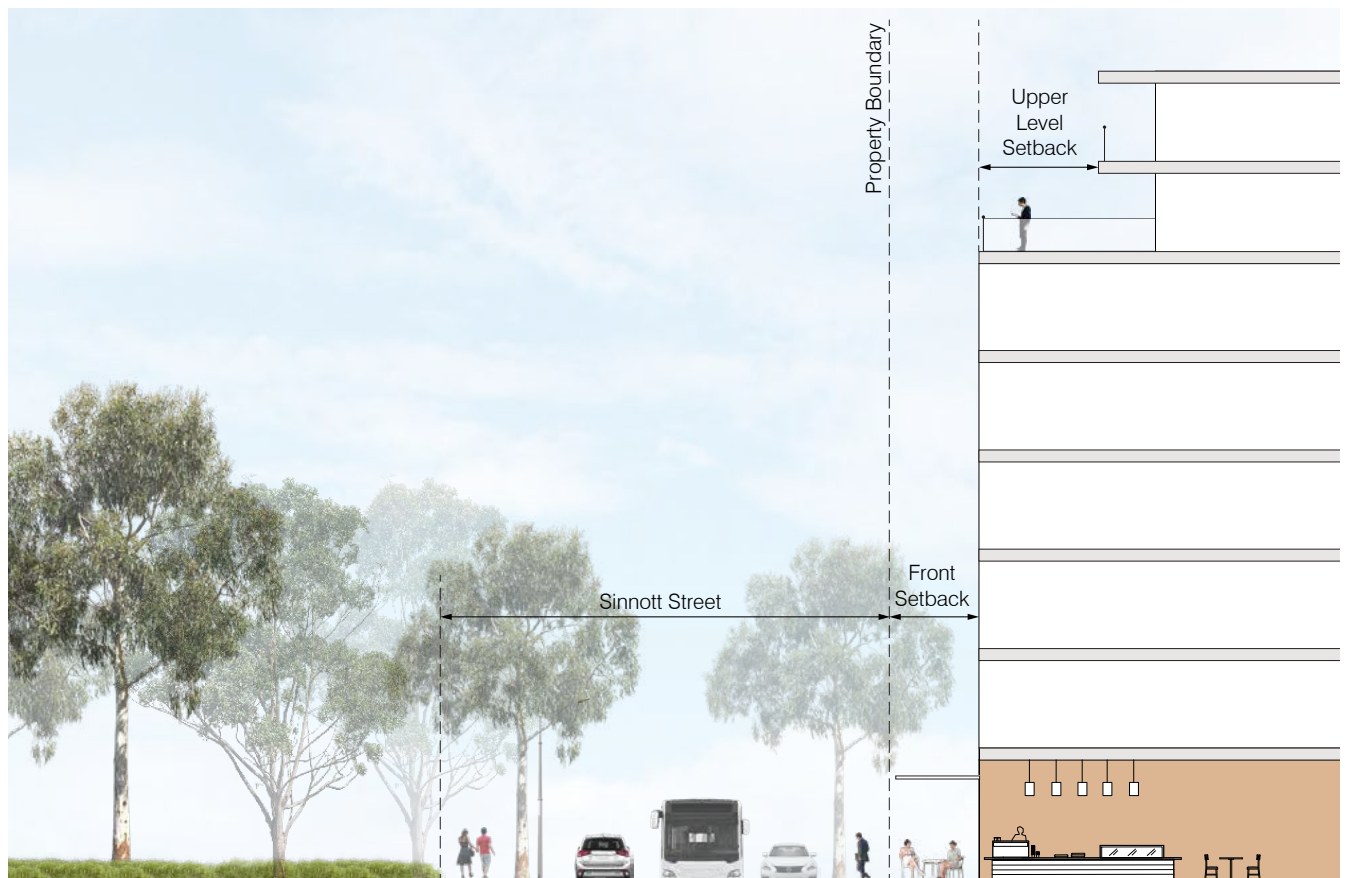 Property Boundary
Upper
Level
Setback
Sinnott Street
Front
Setback